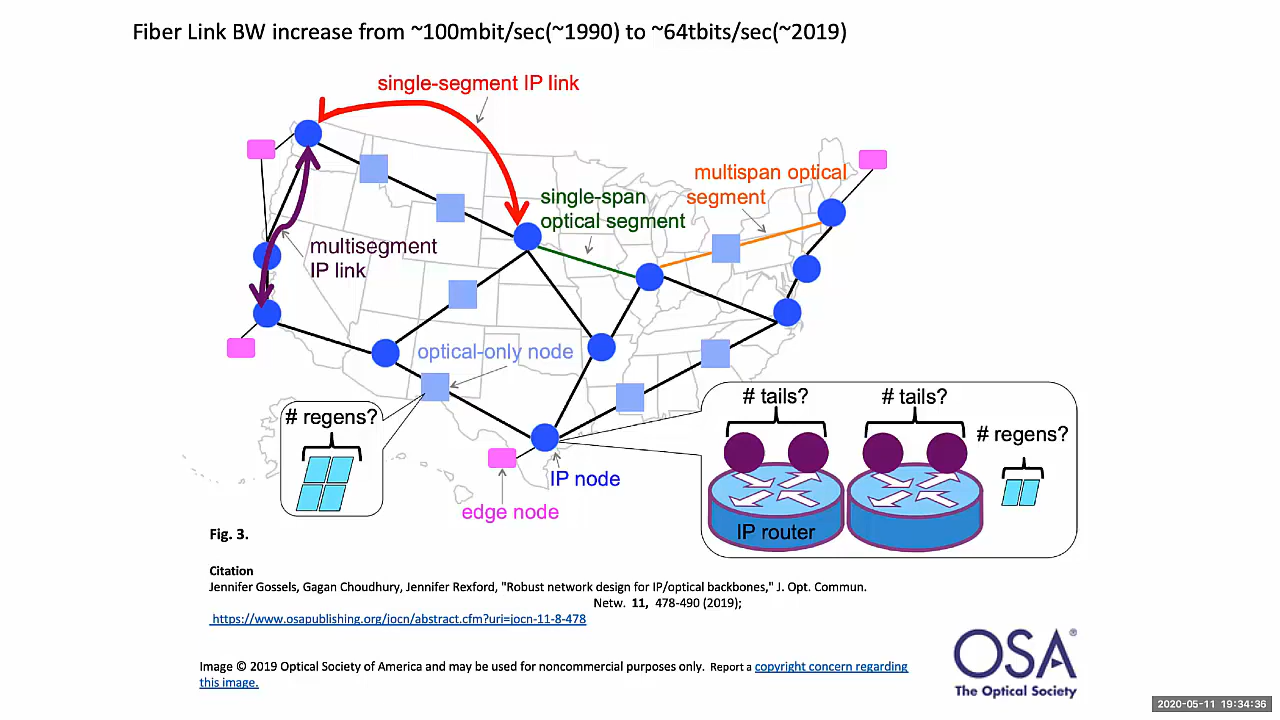 Fiber Link BW increase from ~100mbit/sec(~1990) to ~64tbits/sec(~2019)
single-segment IP link
multispan optical
segment
single-span
optical segment
multisegment
IP link
optical-only node
# regens?
# tails?
# tails?
# regens?
IP node
edge node
IP router
Fig. 3.
Citation
Jennifer Gossels, Gagan Choudhury, Jennifer Rexford, "Robust network design for IP/optical backbones," J. Opt. Commun.
Netw. 11, 478-490 (2019);
https://www.osapublishing.org/jocn/abstract.cfm?uri=jocn-11-8-478
Image © 2019 Optical Society of America and may be used for noncommercial purposes only. Report a copyright concern regarding
this image.
OSA®
The Optical Society
2020-05-11 19:34:36